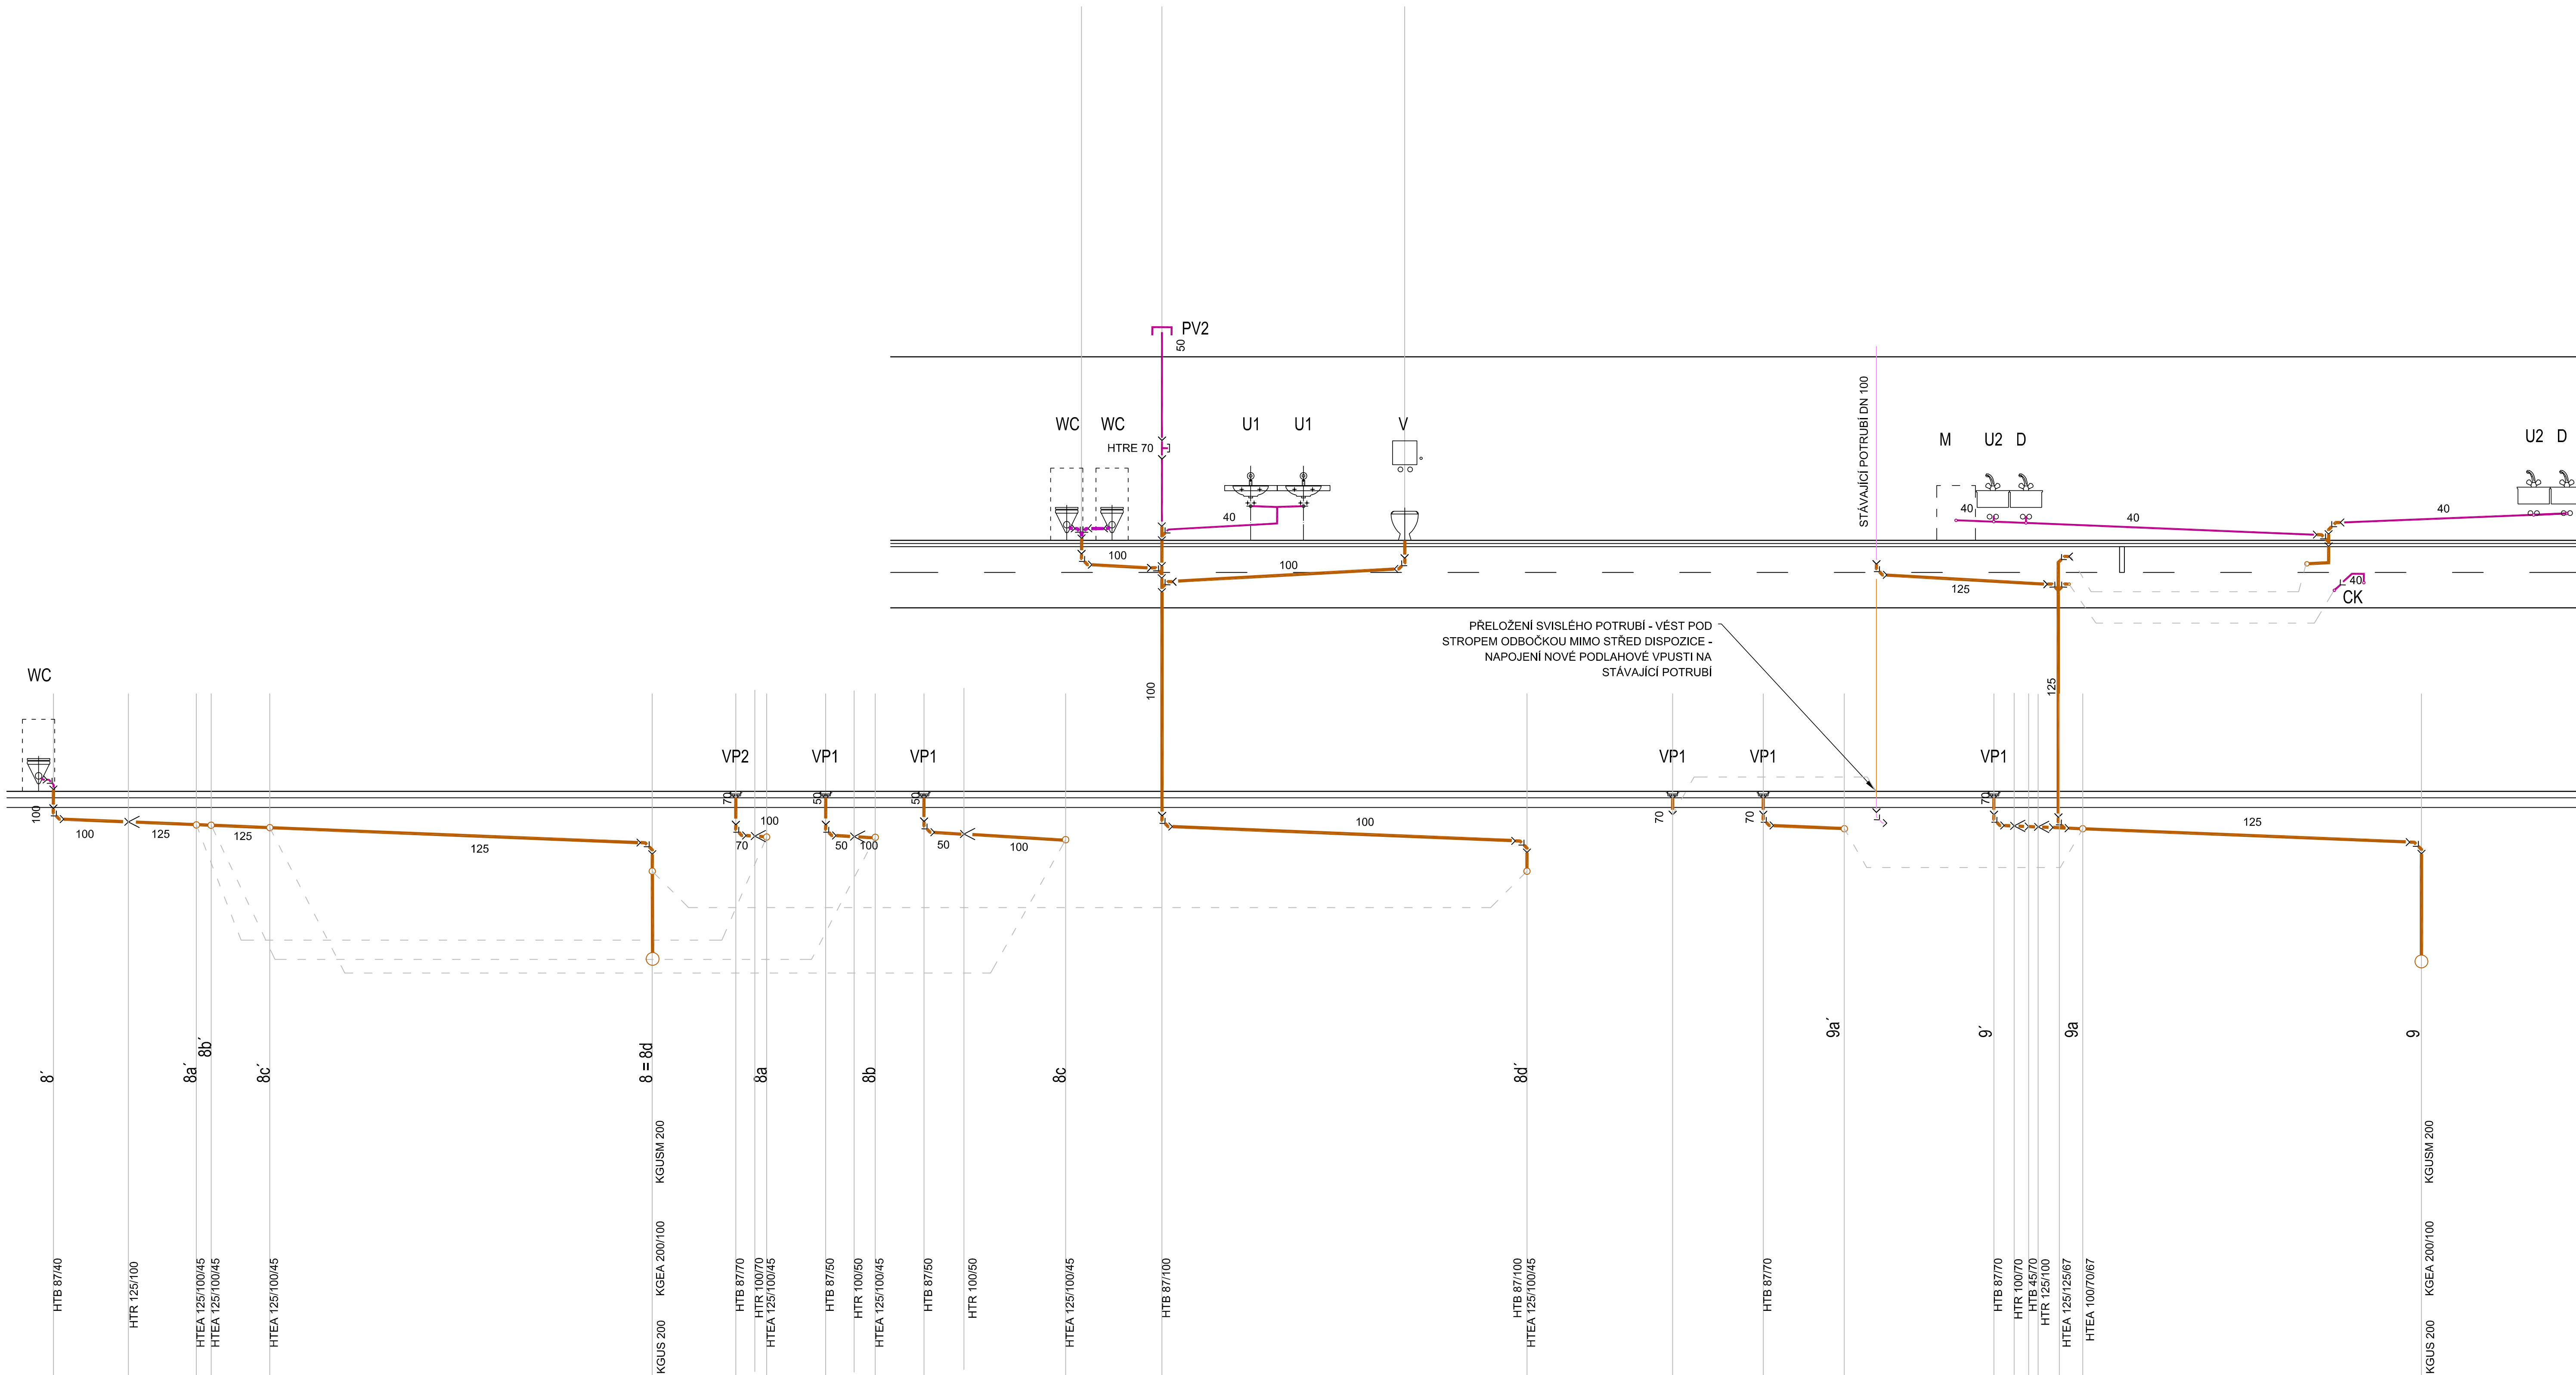 PV2
50
STÁVAJÍCÍ POTRUBÍ DN 100
WC
WC
U1
U1
V
HTRE 70
M
U2
D
U2
D
40
40
40
40
100
100
125
40
CK
PŘELOŽENÍ SVISLÉHO POTRUBÍ - VÉST POD
STROPEM ODBOČKOU MIMO STŘED DISPOZICE -
NAPOJENÍ NOVÉ PODLAHOVÉ VPUSTI NA
STÁVAJÍCÍ POTRUBÍ
WC
100
125
VP2
VP1
VP1
VP1
VP1
VP1
70
50
50
70
70
70
100
100
125
125
125
70
100
50
100
50
100
100
125
8´
8a´
8b´
8c´
8 = 8d
8a
8b
8c
8d´
9a´
9´
9a
9
KGUSM 200
KGUSM 200
KGEA 200/100
KGEA 200/100
KGUS 200
KGUS 200
HTB 87/40
HTR 125/100
HTEA 125/100/45
HTEA 125/100/45
HTEA 125/100/45
HTB 87/70
HTR 100/70
HTEA 125/100/45
HTB 87/50
HTR 100/50
HTEA 125/100/45
HTB 87/50
HTR 100/50
HTEA 125/100/45
HTB 87/100
HTB 87/100
HTEA 125/100/45
HTB 87/70
HTB 87/70
HTR 100/70
HTB 45/70
HTR 125/100
HTEA 125/125/67
HTEA 100/70/67